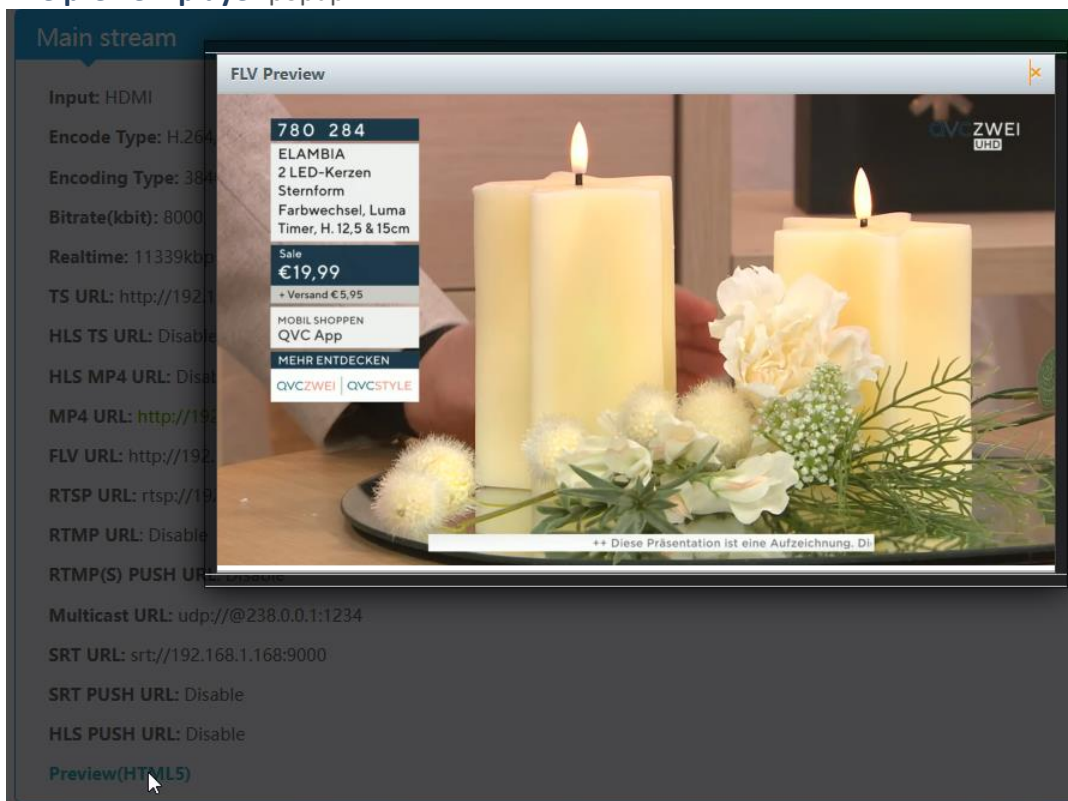 Main stream
FLV Preview
Input: HDMI
Encode Type: H.264
Encoding Type:
Bitrate(kbit): 8000
Realtime: 11339kbp
TS URL: http://192.1
HLS TS URL: Disable
HLS MP4 URL:
MP4 URL: http://192
FLV URL: http://192.
RTSP URL: rtsp://19
RTMP URL: Disable
RTMP(S) PUSH URL: Disable
Multicast URL: udp://@238.0.0.1:1234
SRT URL: srt://192.168.1.168:9000
SRT PUSH URL: Disable
HLS PUSH URL: Disable
Preview(HTML5)
780 284
ELAMBIA
2 LED-Kerzen
Sternform
Farbwechsel, Luma
Timer, H. 12,5 & 15cm
Sale
€19,99
+ Versand € 5,95
MOBIL SHOPPEN
QVC App
MEHR ENTDECKEN
QVCZWEI | QVCSTYLE
QVCZWEI
UHD
++ Diese Präsentation ist eine Aufzeichnung. Di